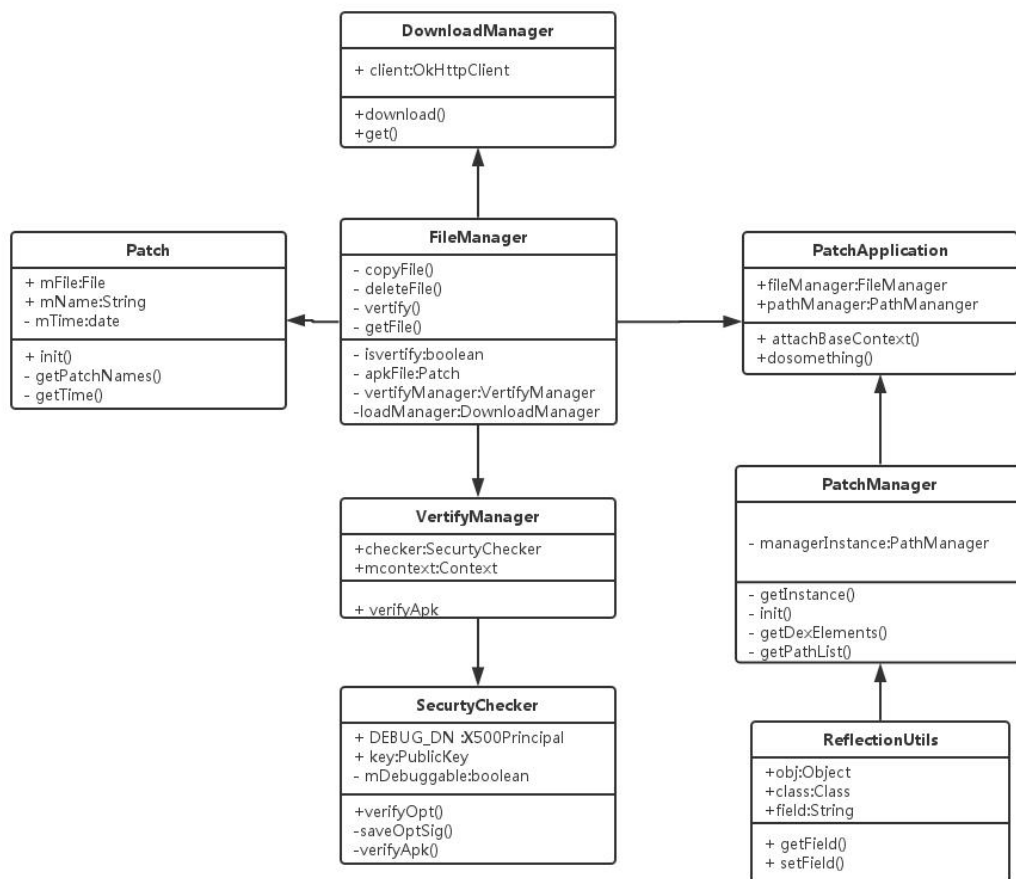 DownloadManager
+ client:OkHttpClient
+download()
+get()
Patch
+ mFile:File
+ mName:String
- mTime:date
+ init()
- getPatchNames()
- getTime()
FileManager
- copyFile()
- deleteFile()
- vertify()
- getFile()
- isvertify:boolean
- apkFile:Patch
- vertifyManager:VertifyManager
-loadManager:DownloadManager
PatchApplication
+fileManager:FileManager
+pathManager:PathMananger
+ attachBaseContext()
+dosomething()
VertifyManager
+checker:SecurtyChecker
+mcontext:Context
+ verifyApk
PatchManager
- managerInstance:PathManager
- getInstance()
- init()
- getDexElements()
- getPathList()
SecurtyChecker
+ DEBUG_DN :X500Principal
+ key:PublicKey
- mDebuggable:boolean
+verifyOpt()
-saveOptSig()
-verifyApk()
ReflectionUtils
+obj:Object
+class:Class
+field:String
+ getField()
+ setField()